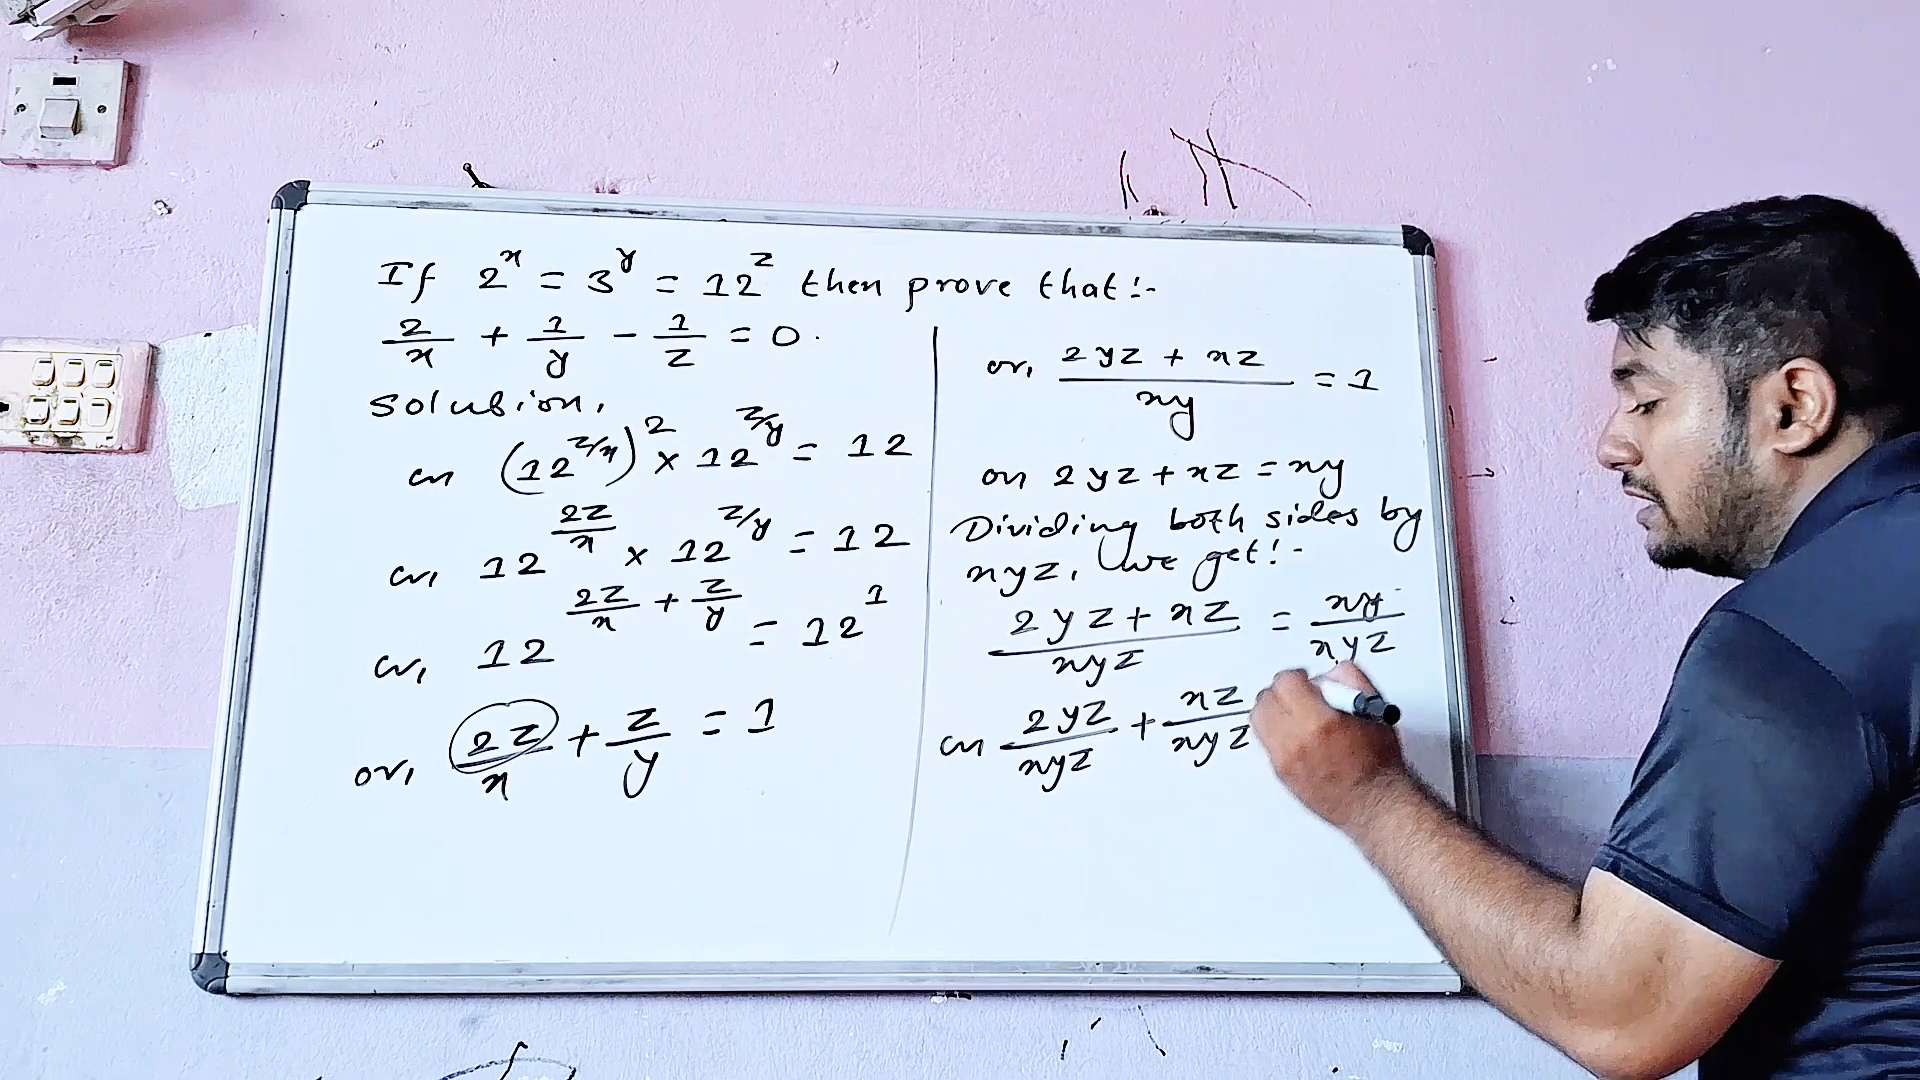 If 2^x = 3^y = 12^z then prove that:-
2/x + 1/y - 1/z = 0.
Solution,
or (12^z/x)^2 × 12^z/y = 12
or, 12^2z/x × 12^z/y = 12
or, 12^2z/x + z/y = 12^1
or, 2z/x + z/y = 1
or, 2yz + xz / xy = 1
or 2yz + xz = xy
Dividing both sides by
xyz, we get:-
2yz + xz / xyz = xy / xyz
or 2yz/xyz + xz/xyz